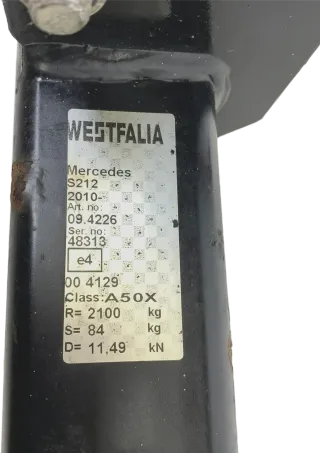 WESTFALIA
Mercedes
S212
2010-
Art. no:
09.4226
Ser. no:
48313
e4
00 4129
Class: A50X
R= 2100 kg
S= 84 kg
D= 11,49 kN